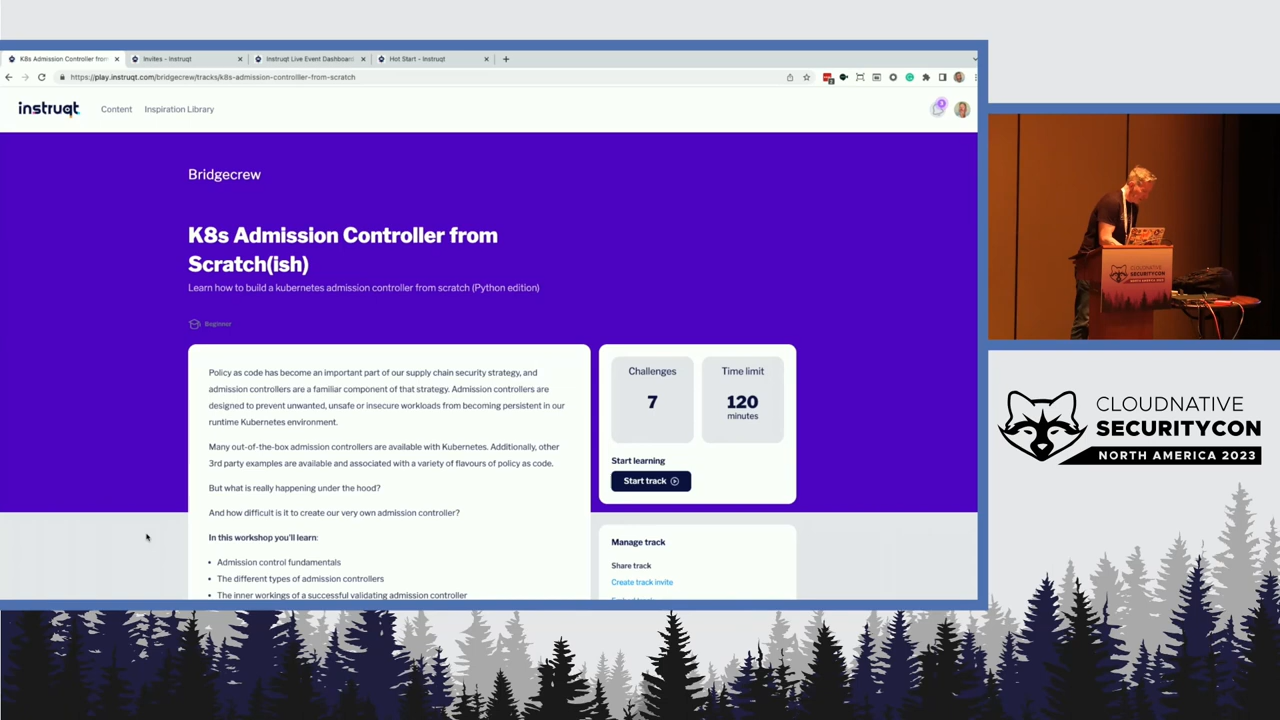 K8s Admission Controller from
Invites - Instruqt
Instruqt Live Event Dashboard
Hot Start - Instruqt
https://play.instruqt.com/bridgecrew/tracks/k8s-admission-controlller-from-scratch
instruqt
Content
Inspiration Library
3
Bridgecrew
K8s Admission Controller from
Scratch(ish)
Learn how to build a kubernetes admission controller from scratch (Python edition)
Beginner
Policy as code has become an important part of our supply chain security strategy, and
admission controllers are a familiar component of that strategy. Admission controllers are
designed to prevent unwanted, unsafe or insecure workloads from becoming persistent in our
runtime Kubernetes environment.
Many out-of-the-box admission controllers are available with Kubernetes. Additionally, other
3rd party examples are available and associated with a variety of flavours of policy as code.
But what is really happening under the hood?
And how difficult is it to create our very own admission controller?
In this workshop you'll learn:
• Admission control fundamentals
• The different types of admission controllers
• The inner workings of a successful validating admission controller
Challenges
7
Time limit
120
minutes
Start learning
Start track
Manage track
Share track
Create track invite
CLOUDNATIVE
SECURITYCON
NORTH AMERICA 2023
CLOUDNATIVE
SECURITYCON
NORTH AMERICA 2023